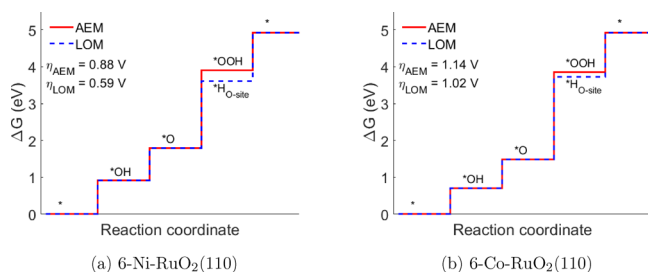 AEM
LOM
η_AEM = 0.88 V
η_LOM = 0.59 V
*
*OH
*O
*OOH
*H_O-site
*
5
4
3
2
1
0
ΔG (eV)
Reaction coordinate
(a) 6-Ni-RuO₂(110)
AEM
LOM
η_AEM = 1.14 V
η_LOM = 1.02 V
*
*OH
*O
*OOH
*H_O-site
*
5
4
3
2
1
0
ΔG (eV)
Reaction coordinate
(b) 6-Co-RuO₂(110)